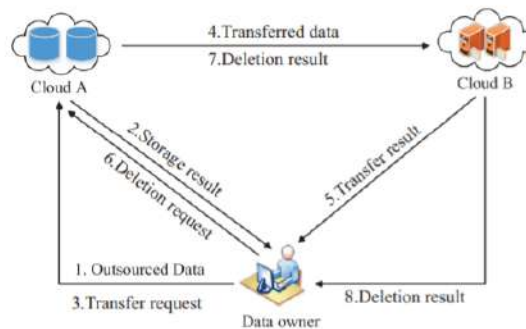 4.Transferred data
7.Deletion result
Cloud A
Cloud B
2.Storage result
6.Deletion request
5.Transfer result
1. Outsourced Data
3.Transfer request
8.Deletion result
Data owner